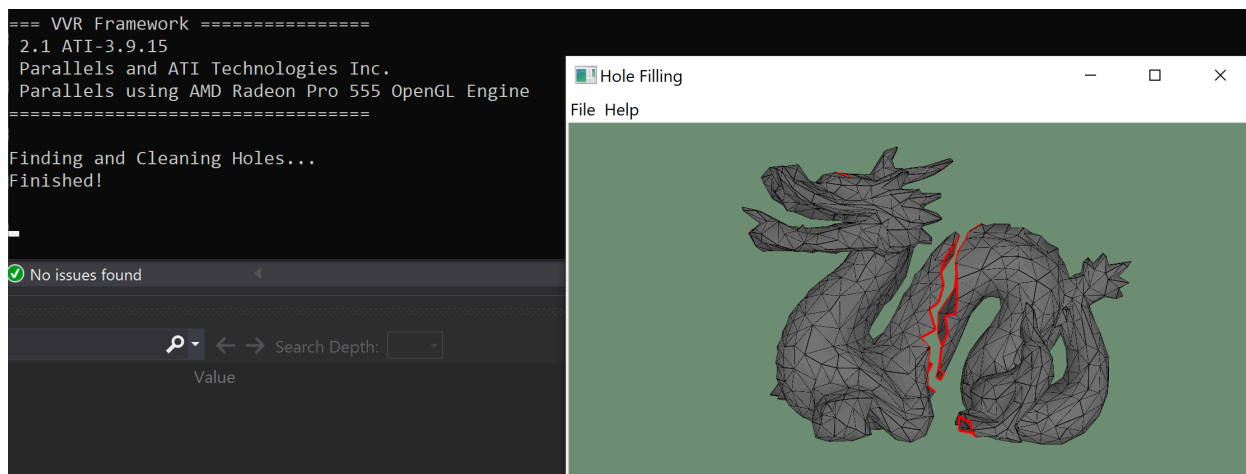 === VVR Framework ================
2.1 ATI-3.9.15
Parallels and ATI Technologies Inc.
Parallels using AMD Radeon Pro 555 OpenGL Engine
==================================
Finding and Cleaning Holes...
Finished!
No issues found
Search Depth:
Value
Hole Filling
File Help